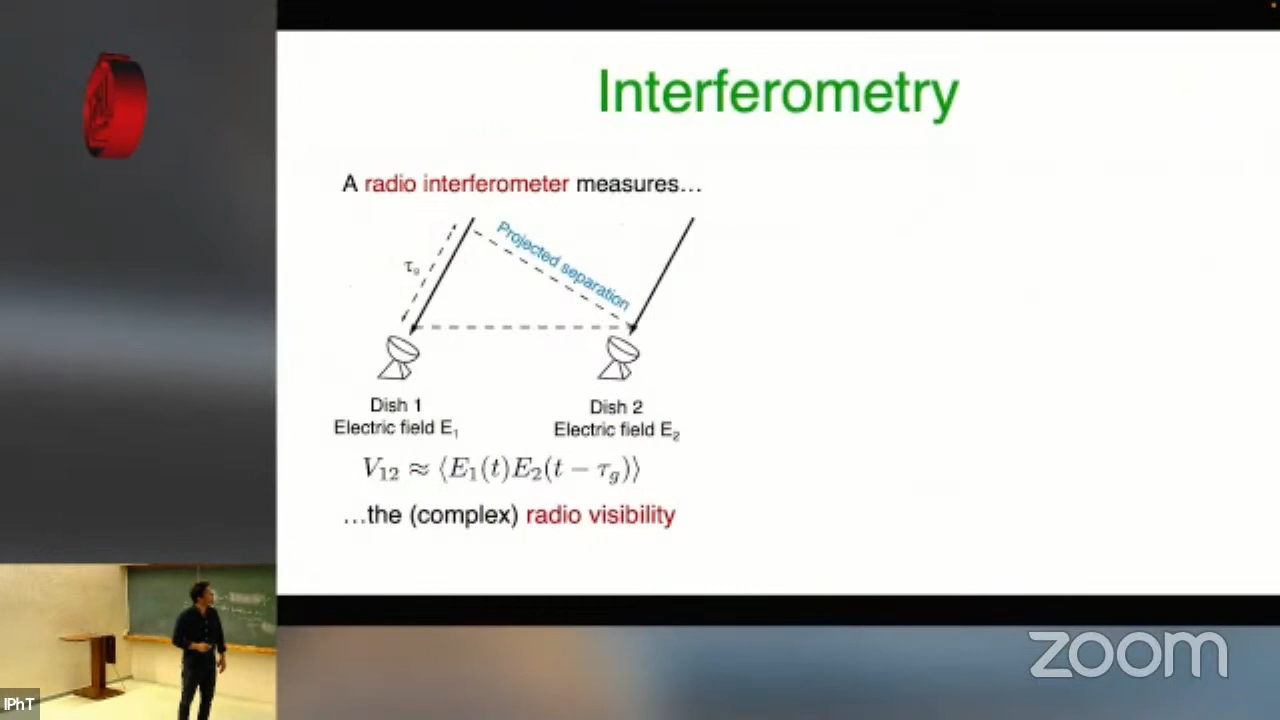 Interferometry
A radio interferometer measures…
Projected separation
τg
Dish 1
Electric field E1
Dish 2
Electric field E2
V12 ≈ ⟨E1(t)E2(t − τg)⟩
…the (complex) radio visibility
zoom
IPhT